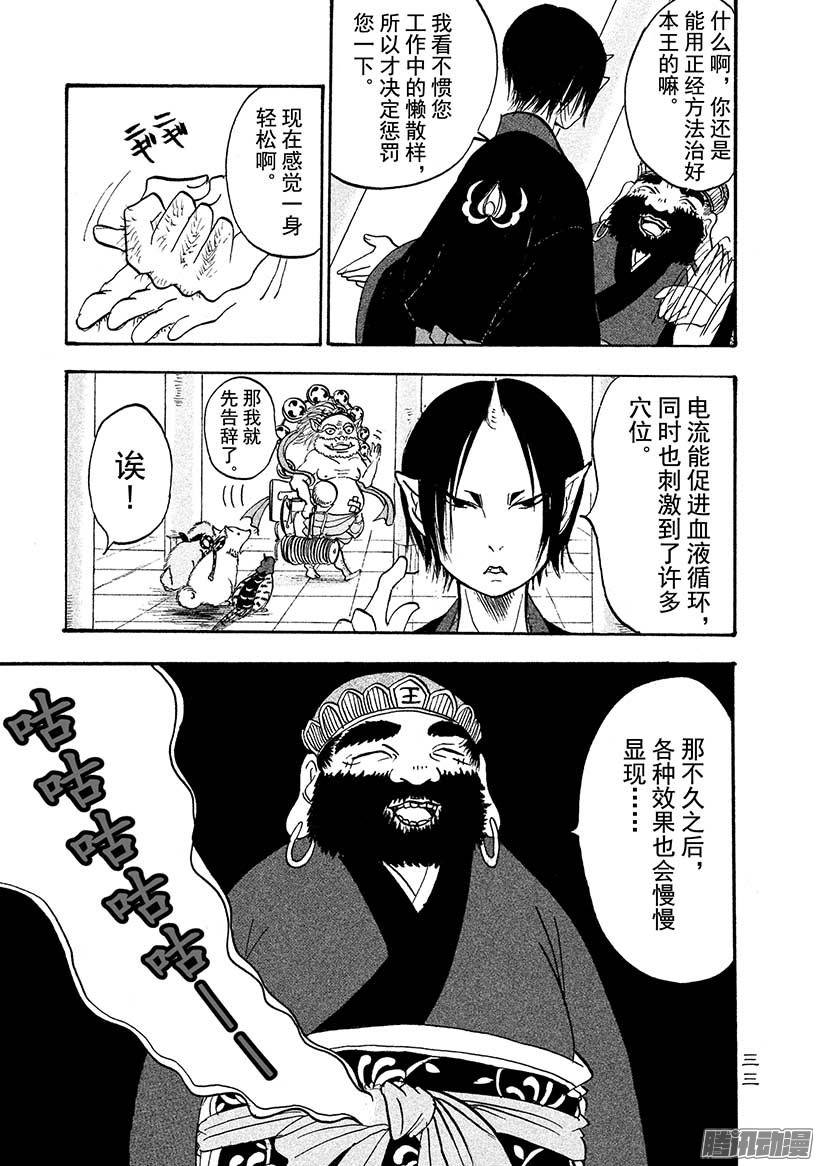 什么啊，你还是
能用正经方法治好
本王的嘛。
我看不惯您
工作中的懒散样，
所以才决定惩罚
您一下。
现在感觉一身
轻松啊。
电流能促进血液循环，
同时也刺激到了许多
穴位。
那我就
先告辞了。
诶！
那不久之后，
各种效果也会慢慢
显现……
王
咕咕咕咕咕——
三三
腾讯动漫